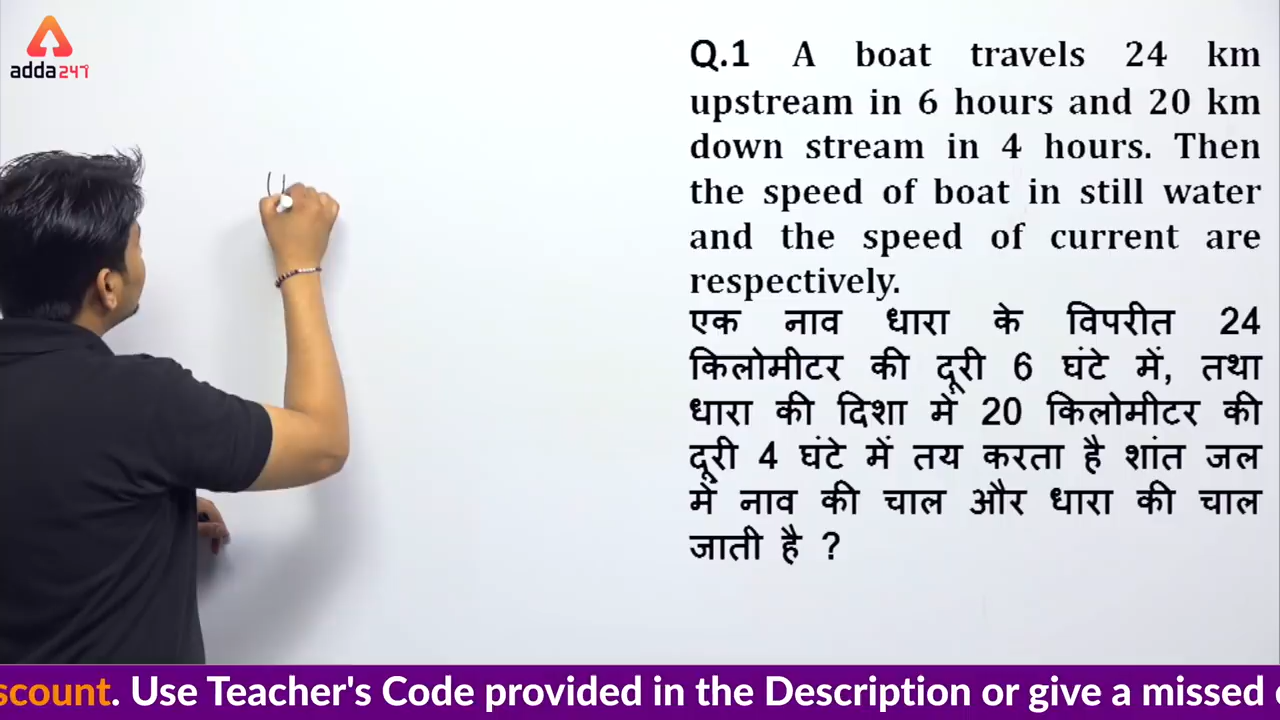 adda247
Q.1 A boat travels 24 km
upstream in 6 hours and 20 km
down stream in 4 hours. Then
the speed of boat in still water
and the speed of current are
respectively.
एक नाव धारा के विपरीत 24
किलोमीटर की दूरी 6 घंटे में, तथा
धारा की दिशा में 20 किलोमीटर की
दूरी 4 घंटे में तय करता है शांत जल
में नाव की चाल और धारा की चाल
जाती है ?
scount. Use Teacher's Code provided in the Description or give a missed